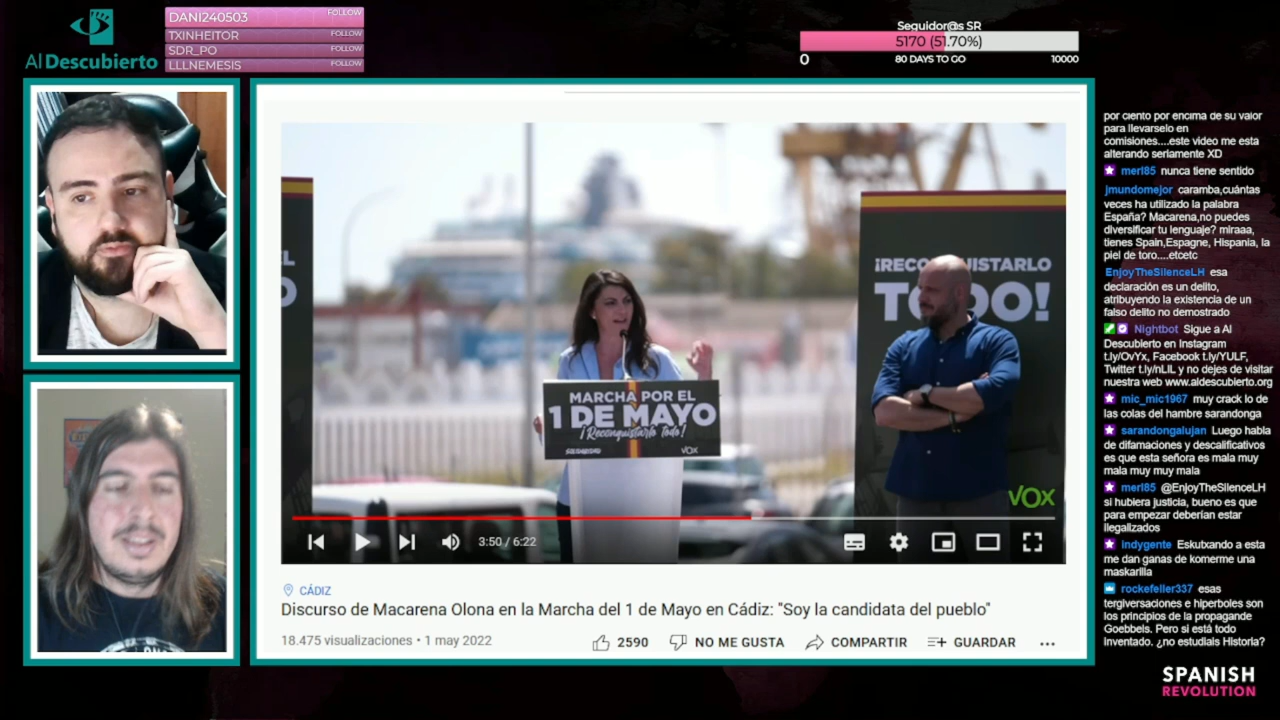 Al Descubierto
DANI240503 FOLLOW
TXINHEITOR FOLLOW
SDR_PO FOLLOW
LLLNEMESIS FOLLOW
Seguidor@s SR
5170 (51.70%)
0 80 DAYS TO GO 10000
¡RECO ISTARLO
TO DO!
MARCHA POR EL
1 DE MAYO
¡Reconquistarlo Todo!
VOX
VOX
3:50 / 6:22
CÁDIZ
Discurso de Macarena Olona en la Marcha del 1 de Mayo en Cádiz: "Soy la candidata del pueblo"
18.475 visualizaciones • 1 may 2022
2590 NO ME GUSTA COMPARTIR GUARDAR ...
por ciento por encima de su valor
para llevarselo en
comisiones....este video me esta
alterando seriamente XD
merl85 nunca tiene sentido
jmundomejor caramba,cuántas
veces ha utilizado la palabra
España? Macarena,no puedes
diversificar tu lenguaje? miraaa,
tienes Spain,Espagne, Hispania, la
piel de toro....etcetc
EnjoyTheSilenceLH esa
declaración es un delito,
atribuyendo la existencia de un
falso delito no demostrado
Nightbot Sigue a Al
Descubierto en Instagram
t.ly/OvYx, Facebook t.ly/YULF,
Twitter t.ly/nLIL y no dejes de visitar
nuestra web www.aldescubierto.org
mic_mic1967 muy crack lo de
las colas del hambre sarandonga
sarandongalujan Luego habla
de difamaciones y descalificativos
es que esta señora es mala muy
mala muy muy mala
merl85 @EnjoyTheSilenceLH
si hubiera justicia, bueno es que
para empezar deberían estar
ilegalizados
indygente Eskutxando a esta
me dan ganas de komerme una
maskarilla
rockefeller337 esas
tergiversaciones e hiperboles son
los principios de la propagande
Goebbels. Pero si está todo
inventado. ¿no estudiais Historia?
SPANISH
REVOLUTION